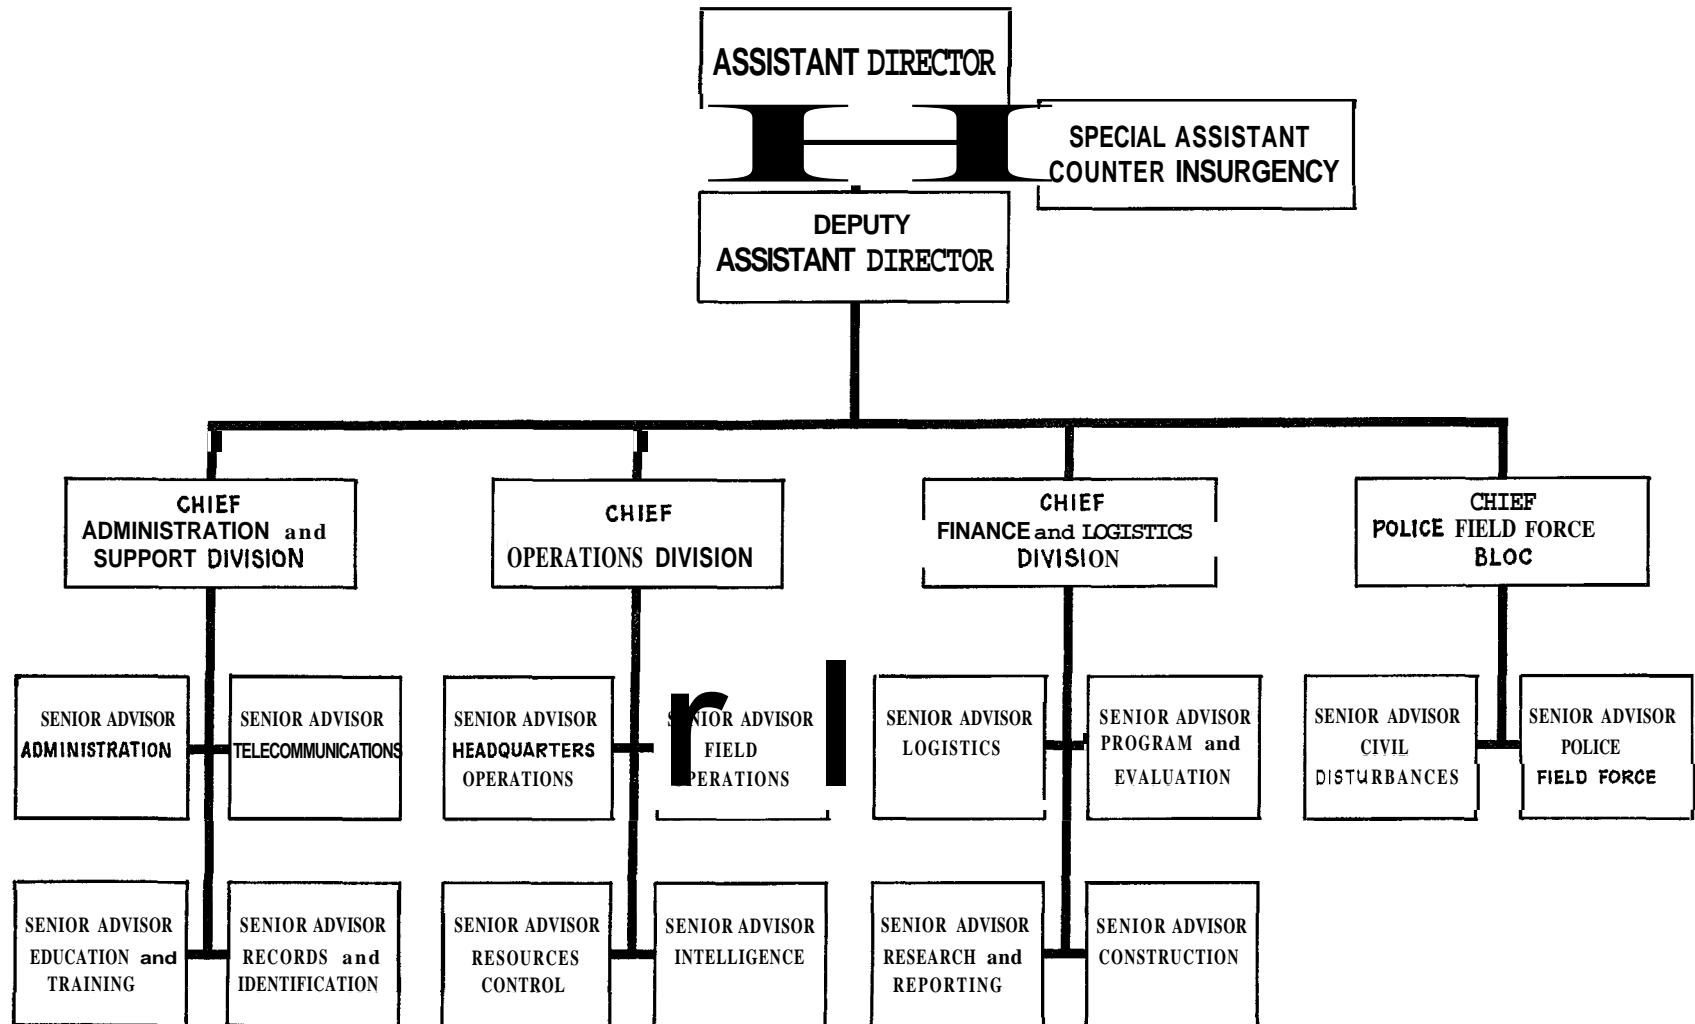 ASSISTANT DIRECTOR
SPECIAL ASSISTANT
COUNTER INSURGENCY
DEPUTY
ASSISTANT DIRECTOR
CHIEF
ADMINISTRATION and
SUPPORT DIVISION
CHIEF
OPERATIONS DIVISION
CHIEF
FINANCE and LOGISTICS
DIVISION
CHIEF
POLICE FIELD FORCE
BLOC
SENIOR ADVISOR
ADMINISTRATION
SENIOR ADVISOR
TELECOMMUNICATIONS
SENIOR ADVISOR
HEADQUARTERS
OPERATIONS
SENIOR ADVISOR
FIELD
OPERATIONS
SENIOR ADVISOR
LOGISTICS
SENIOR ADVISOR
PROGRAM and
EVALUATION
SENIOR ADVISOR
CIVIL
DISTURBANCES
SENIOR ADVISOR
POLICE
FIELD FORCE
SENIOR ADVISOR
EDUCATION and
TRAINING
SENIOR ADVISOR
RECORDS and
IDENTIFICATION
SENIOR ADVISOR
RESOURCES
CONTROL
SENIOR ADVISOR
INTELLIGENCE
SENIOR ADVISOR
RESEARCH and
REPORTING
SENIOR ADVISOR
CONSTRUCTION